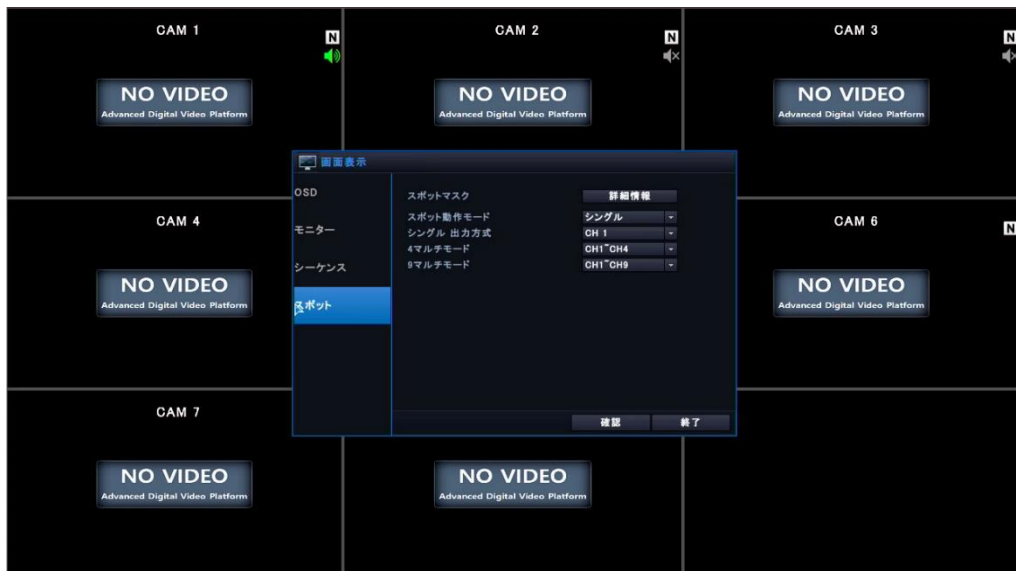 CAM 1
N
CAM 2
N
CAM 3
N
NO VIDEO
Advanced Digital Video Platform
NO VIDEO
Advanced Digital Video Platform
NO VIDEO
Advanced Digital Video Platform
画面表示
OSD
モニター
シーケンス
スポット
スポットマスク
詳細情報
スポット動作モード
シングル
シングル 出力方式
CH 1
4マルチモード
CH1~CH4
9マルチモード
CH1~CH9
確認
終了
CAM 4
CAM 6
N
NO VIDEO
Advanced Digital Video Platform
NO VIDEO
Advanced Digital Video Platform
CAM 7
NO VIDEO
Advanced Digital Video Platform
NO VIDEO
Advanced Digital Video Platform